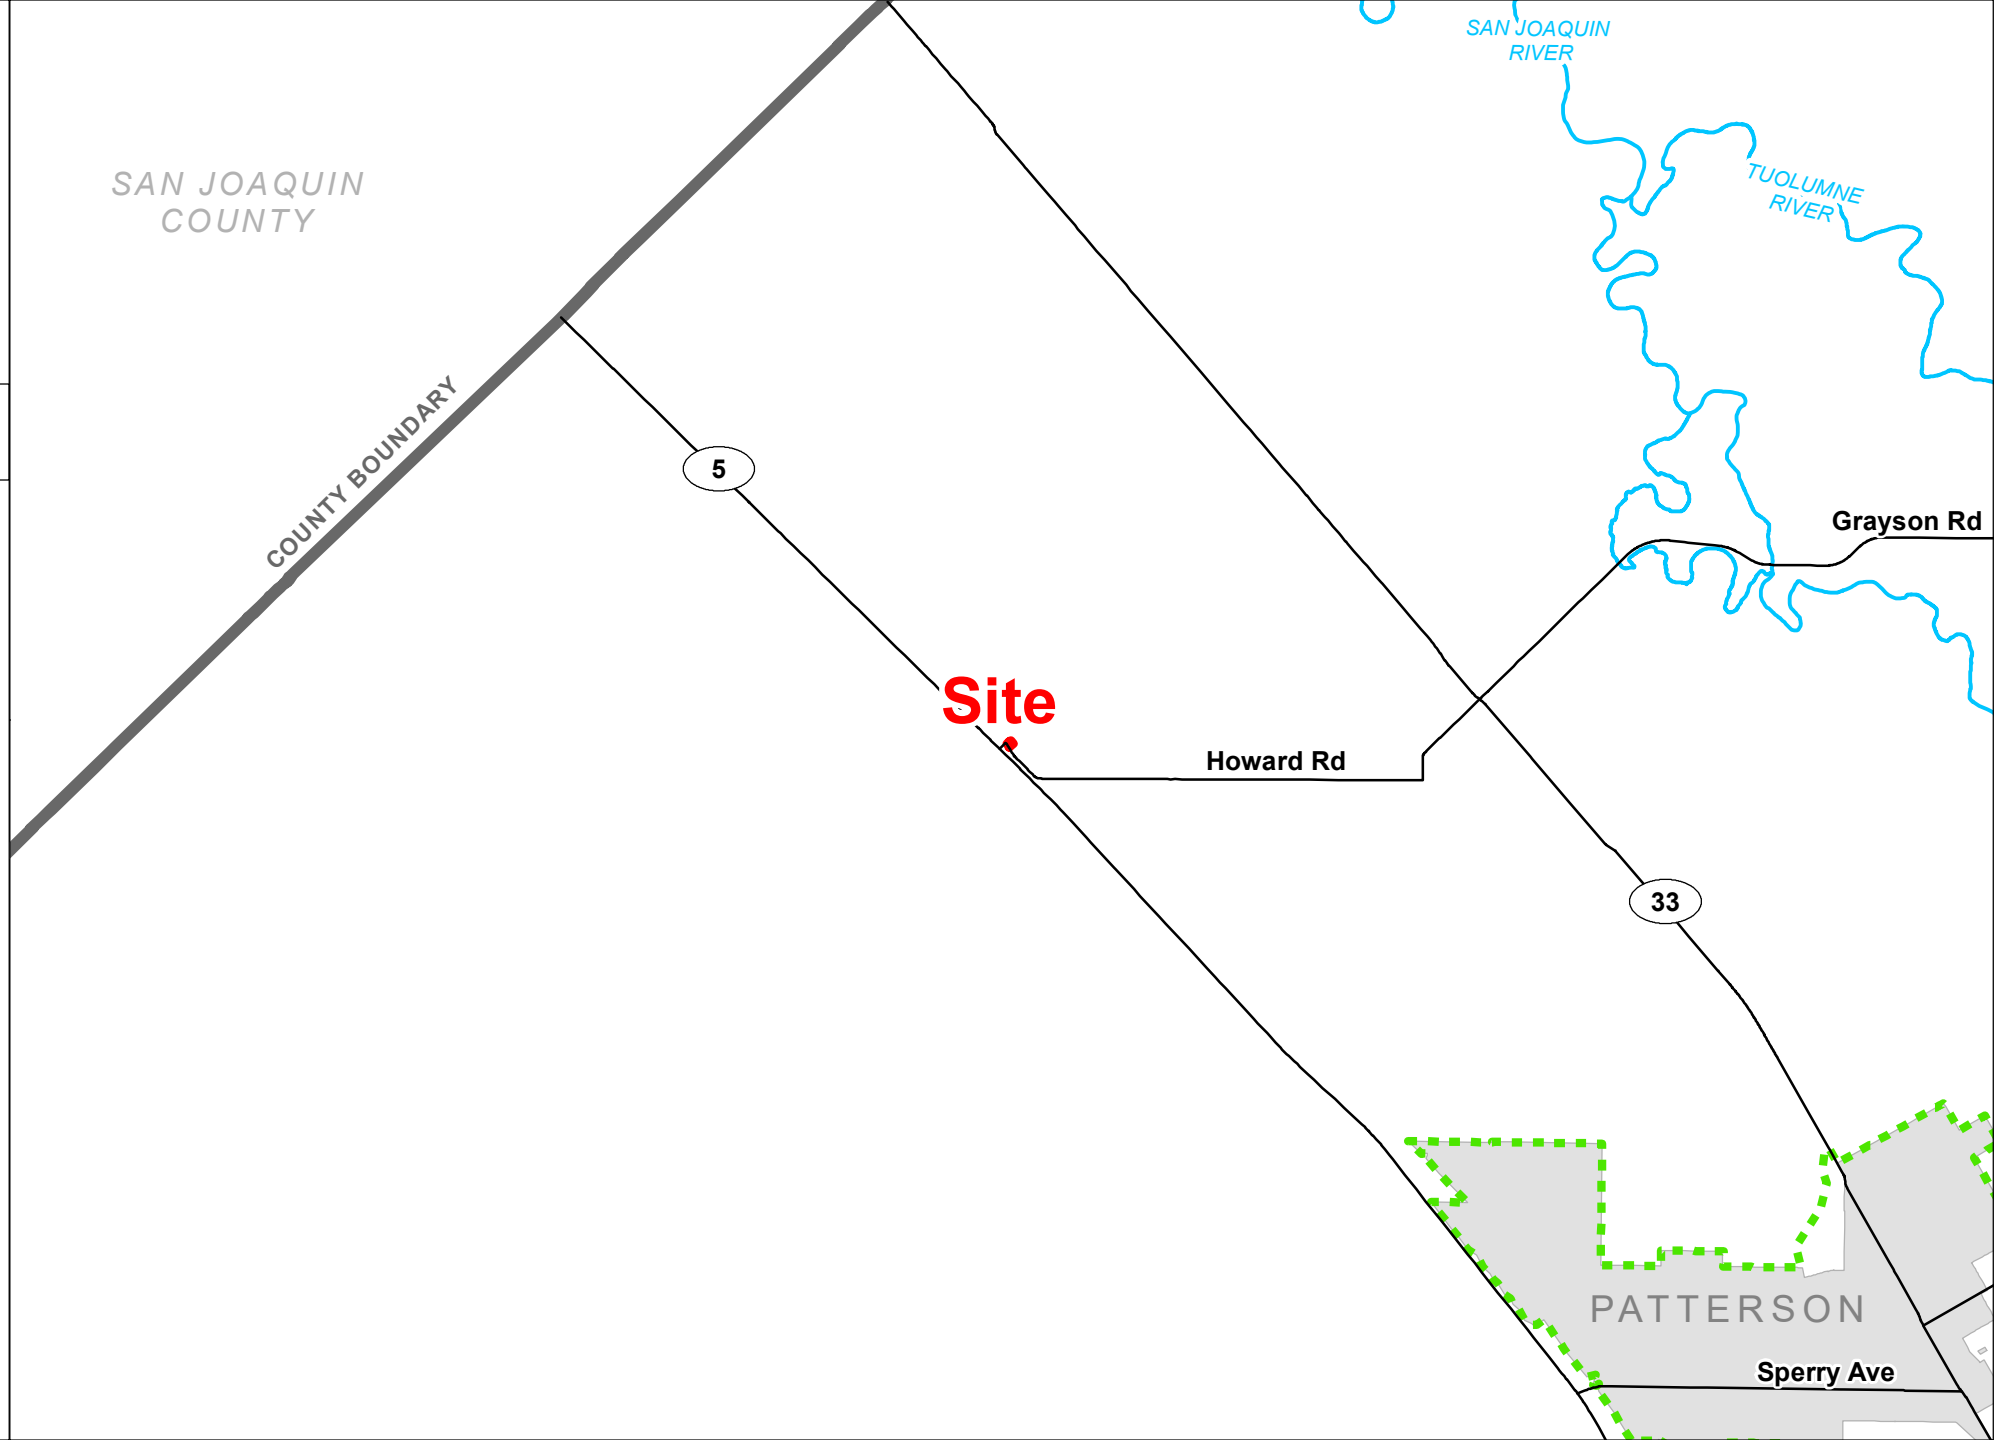 SAN JOAQUIN
RIVER
SAN JOAQUIN
COUNTY
TUOLUMNE
RIVER
COUNTY BOUNDARY
5
Grayson Rd
Site
Howard Rd
33
PATTERSON
Sperry Ave